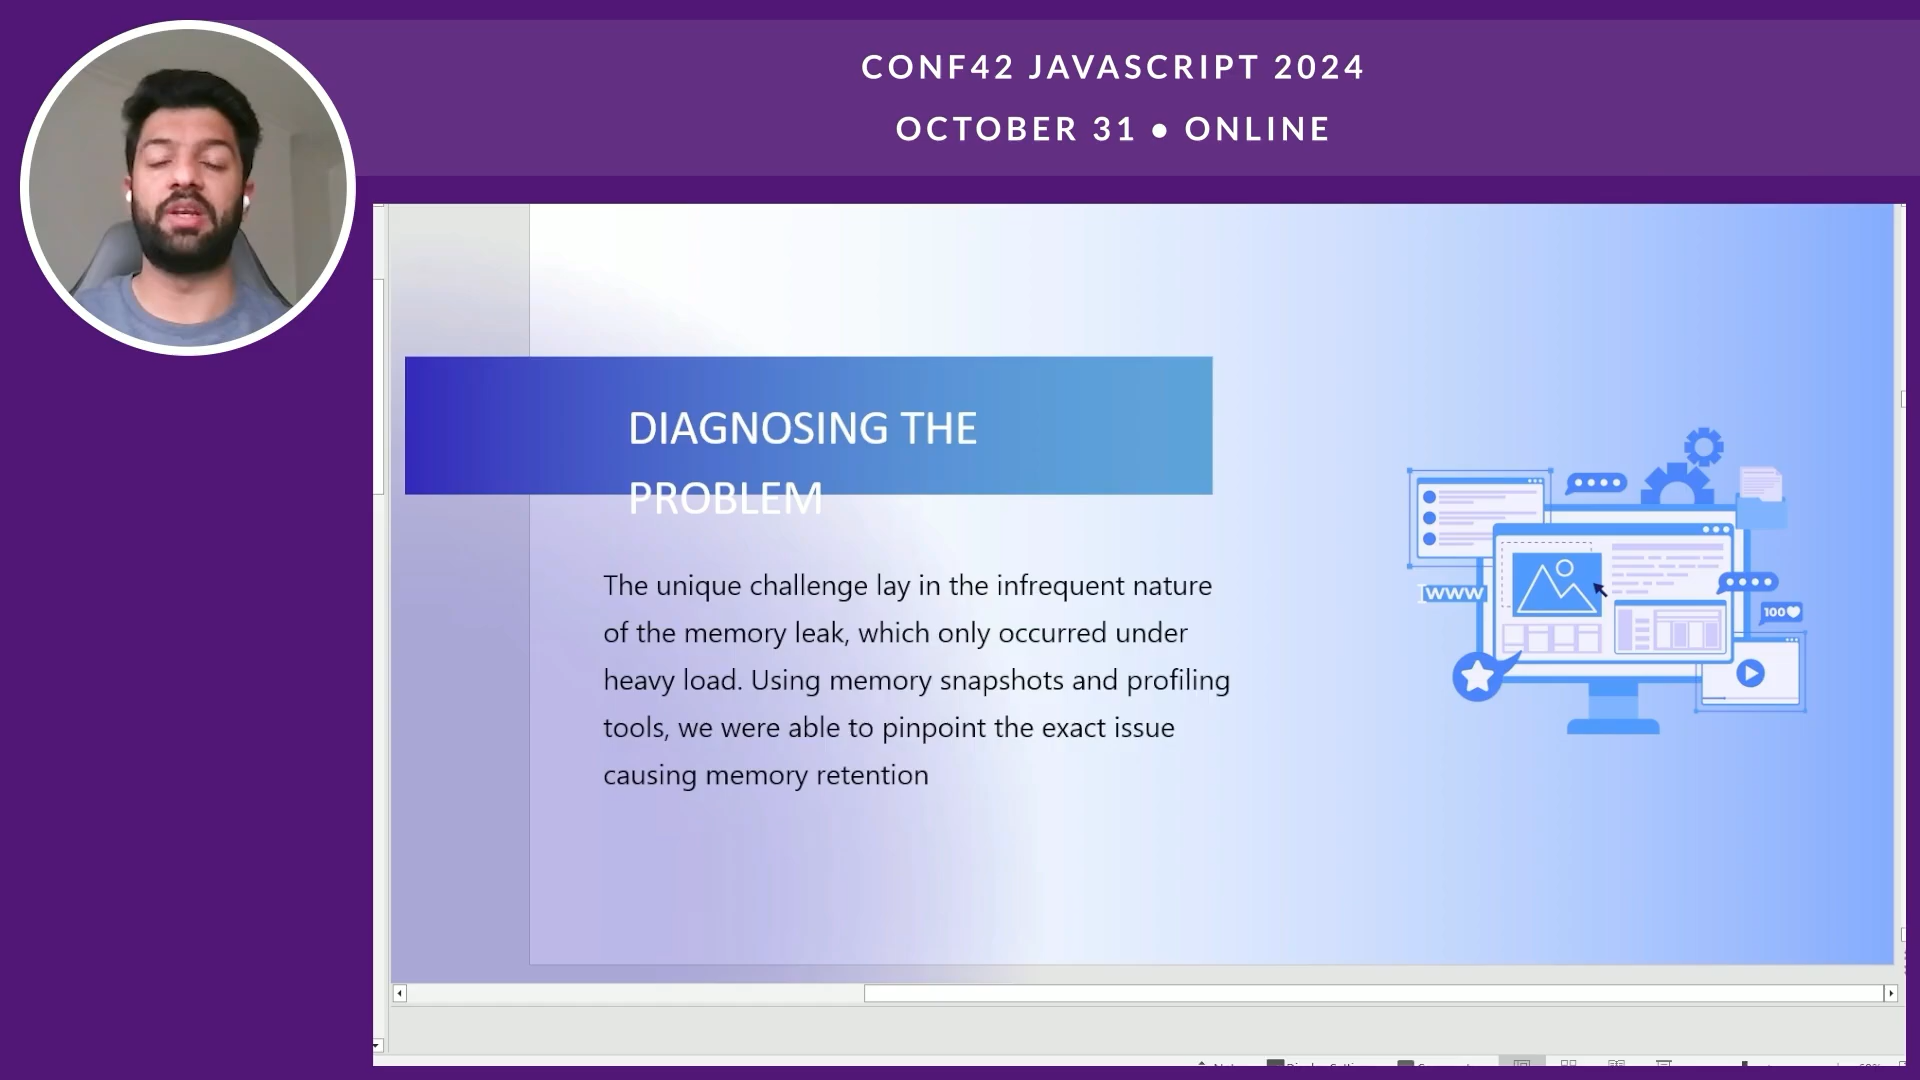 CONF42 JAVASCRIPT 2024
OCTOBER 31 • ONLINE
DIAGNOSING THE
PROBLEM
The unique challenge lay in the infrequent nature
of the memory leak, which only occurred under
heavy load. Using memory snapshots and profiling
tools, we were able to pinpoint the exact issue
causing memory retention
WWW
100